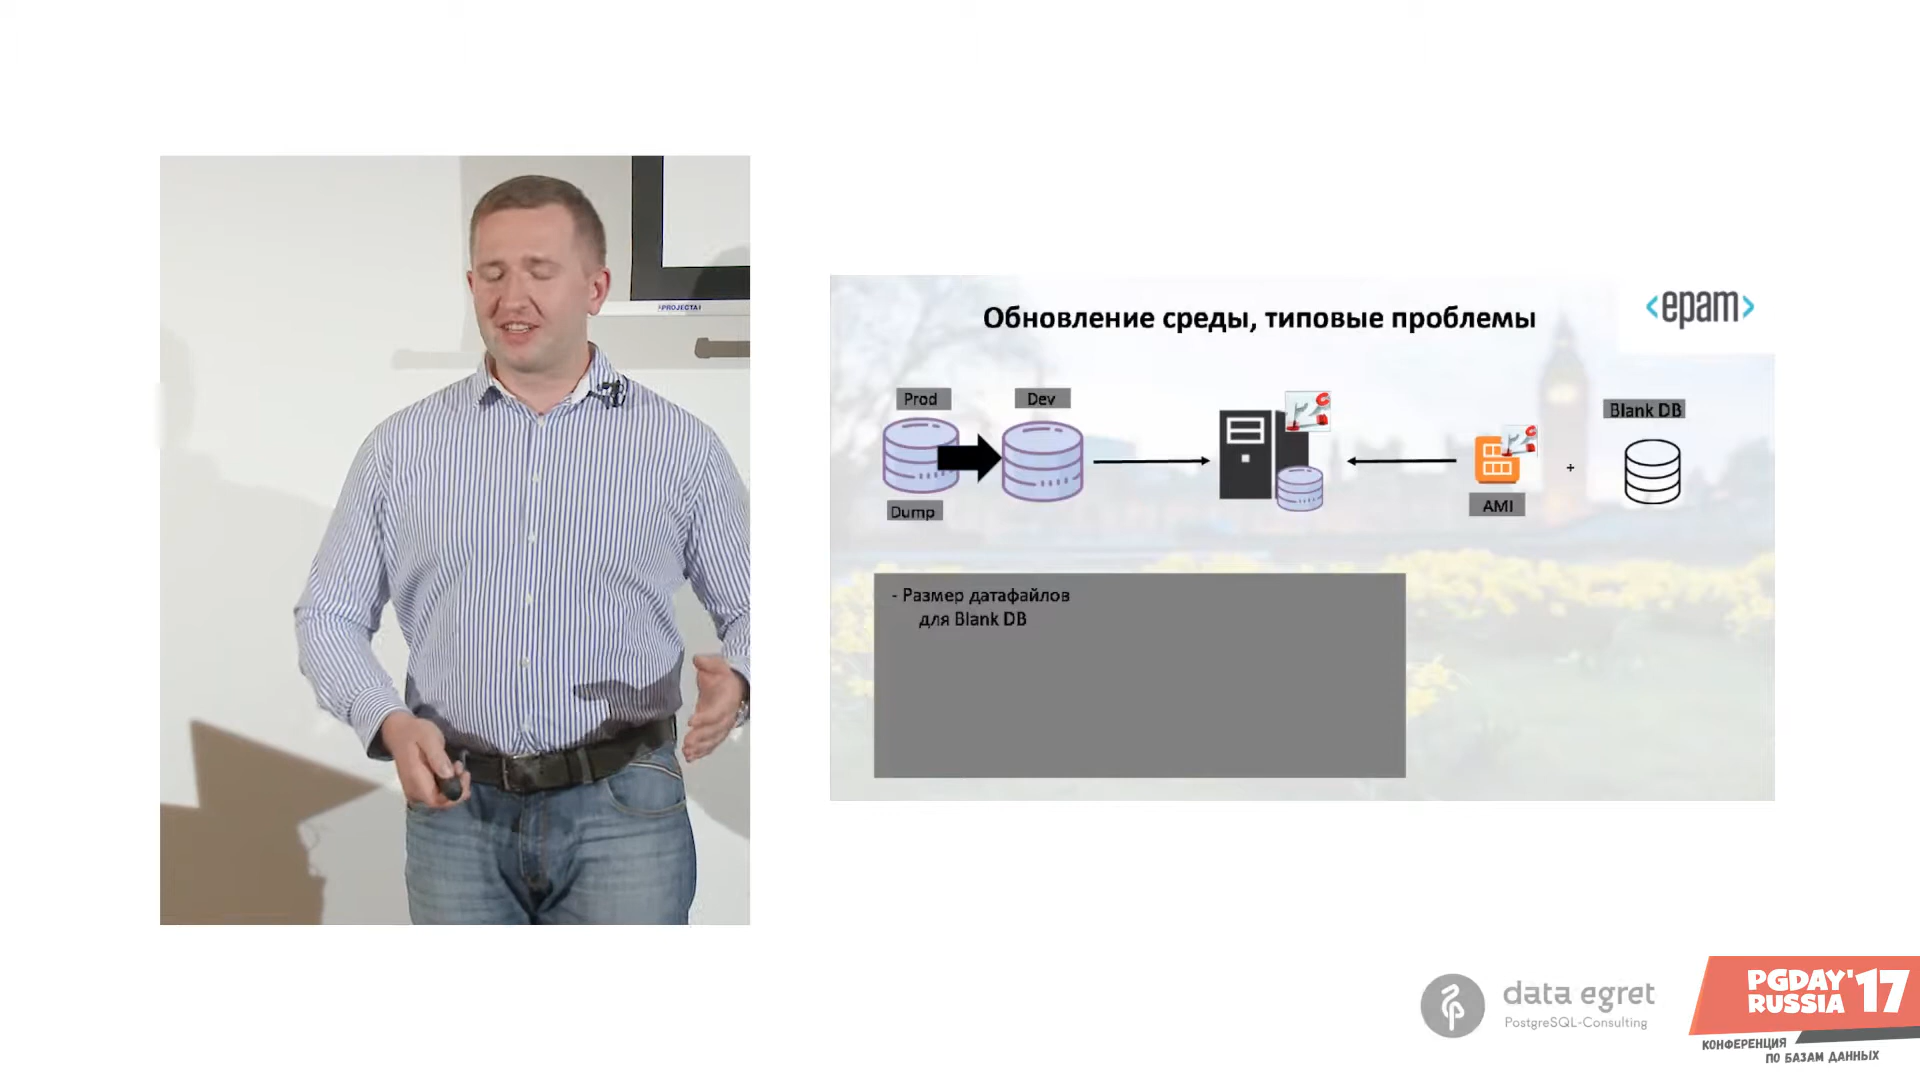 PROJECTA
Обновление среды, типовые проблемы
<epam>
Prod
Dev
Blank DB
Dump
AMI
+
- Размер датафайлов
для Blank DB
data egret
PostgreSQL-Consulting
PGDAY'17
RUSSIA
КОНФЕРЕНЦИЯ
ПО БАЗАМ ДАННЫХ